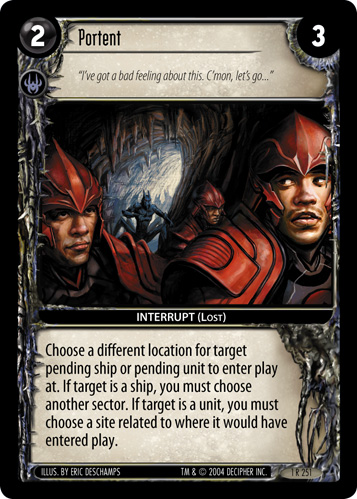 2
Portent
3
"I've got a bad feeling about this. C'mon, let's go..."
INTERRUPT (LOST)
Choose a different location for target
pending ship or pending unit to enter play
at. If target is a ship, you must choose
another sector. If target is a unit, you must
choose a site related to where it would have
entered play.
ILLUS. BY ERIC DESCHAMPS
TM & © 2004 DECIPHER INC.
1 R 251